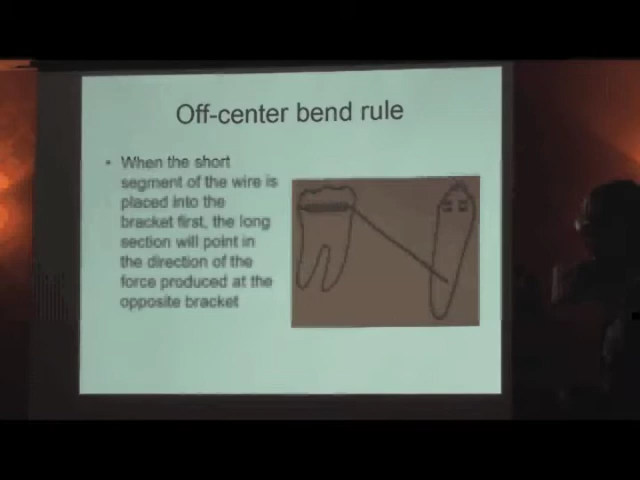 Off-center bend rule
• When the short
segment of the wire is
placed into the
bracket first, the long
section will point in
the direction of the
force produced at the
opposite bracket